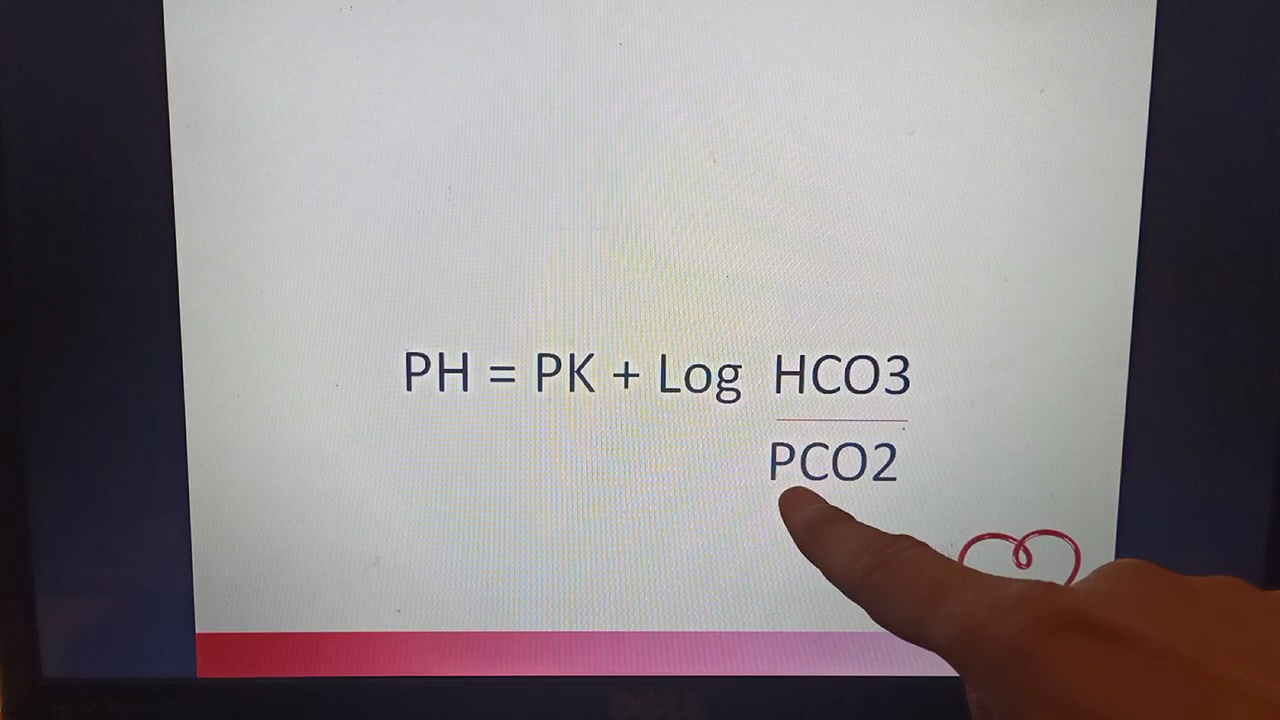 PH = PK + Log HCO3
PCO2